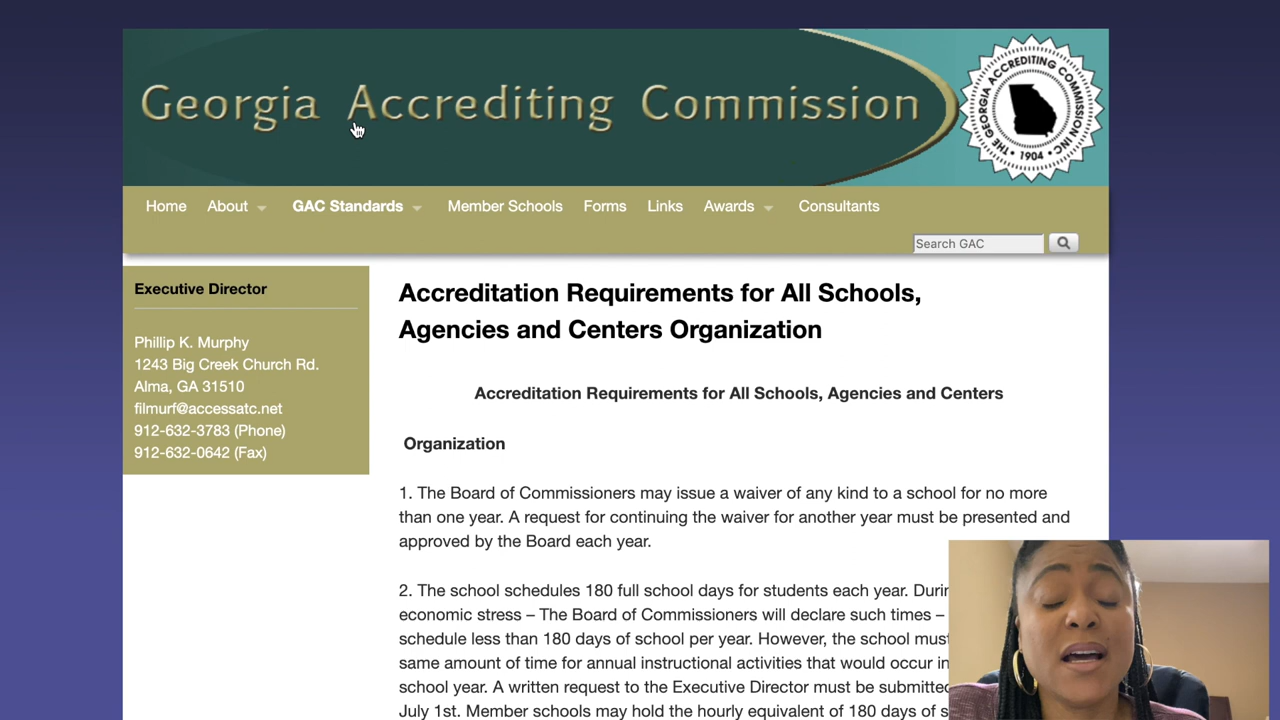 Georgia Accrediting Commission
THE GEORGIA ACCREDITING COMMISSION INC
• 1904 •
Home About GAC Standards Member Schools Forms Links Awards Consultants
Search GAC
Executive Director
Phillip K. Murphy
1243 Big Creek Church Rd.
Alma, GA 31510
filmurf@accessatc.net
912-632-3783 (Phone)
912-632-0642 (Fax)
Accreditation Requirements for All Schools,
Agencies and Centers Organization
Accreditation Requirements for All Schools, Agencies and Centers
Organization
1. The Board of Commissioners may issue a waiver of any kind to a school for no more
than one year. A request for continuing the waiver for another year must be presented and
approved by the Board each year.
2. The school schedules 180 full school days for students each year. Durin
economic stress – The Board of Commissioners will declare such times –
schedule less than 180 days of school per year. However, the school must
same amount of time for annual instructional activities that would occur in
school year. A written request to the Executive Director must be submitted
July 1st. Member schools may hold the hourly equivalent of 180 days of s